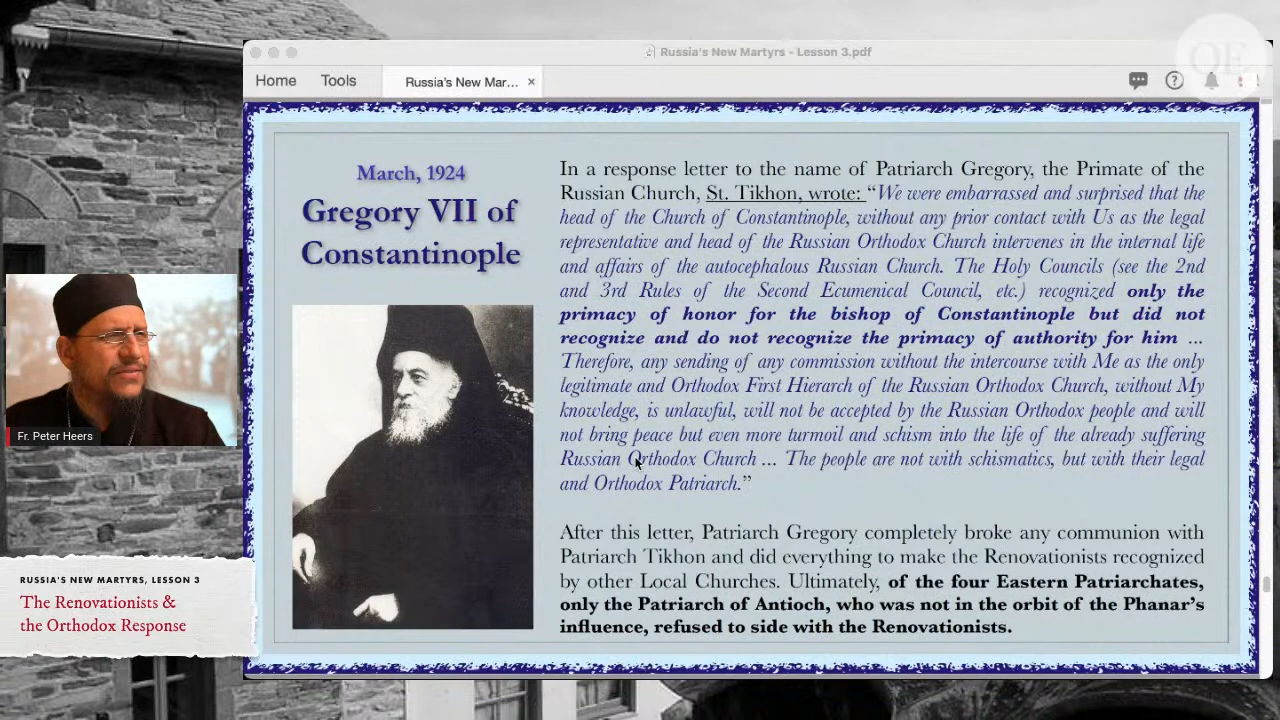 Russia's New Martyrs - Lesson 3.pdf
OE
Home Tools Russia's New Mar... ×
March, 1924
Gregory VII of
Constantinople
In a response letter to the name of Patriarch Gregory, the Primate of the
Russian Church, St. Tikhon, wrote: “We were embarrassed and surprised that the
head of the Church of Constantinople, without any prior contact with Us as the legal
representative and head of the Russian Orthodox Church intervenes in the internal life
and affairs of the autocephalous Russian Church. The Holy Councils (see the 2nd
and 3rd Rules of the Second Ecumenical Council, etc.) recognized only the
primacy of honor for the bishop of Constantinople but did not
recognize and do not recognize the primacy of authority for him ...
Therefore, any sending of any commission without the intercourse with Me as the only
legitimate and Orthodox First Hierarch of the Russian Orthodox Church, without My
knowledge, is unlawful, will not be accepted by the Russian Orthodox people and will
not bring peace but even more turmoil and schism into the life of the already suffering
Russian Orthodox Church ... The people are not with schismatics, but with their legal
and Orthodox Patriarch.”
After this letter, Patriarch Gregory completely broke any communion with
Patriarch Tikhon and did everything to make the Renovationists recognized
by other Local Churches. Ultimately, of the four Eastern Patriarchates,
only the Patriarch of Antioch, who was not in the orbit of the Phanar’s
influence, refused to side with the Renovationists.
Fr. Peter Heers
RUSSIA'S NEW MARTYRS, LESSON 3
The Renovationists &
the Orthodox Response